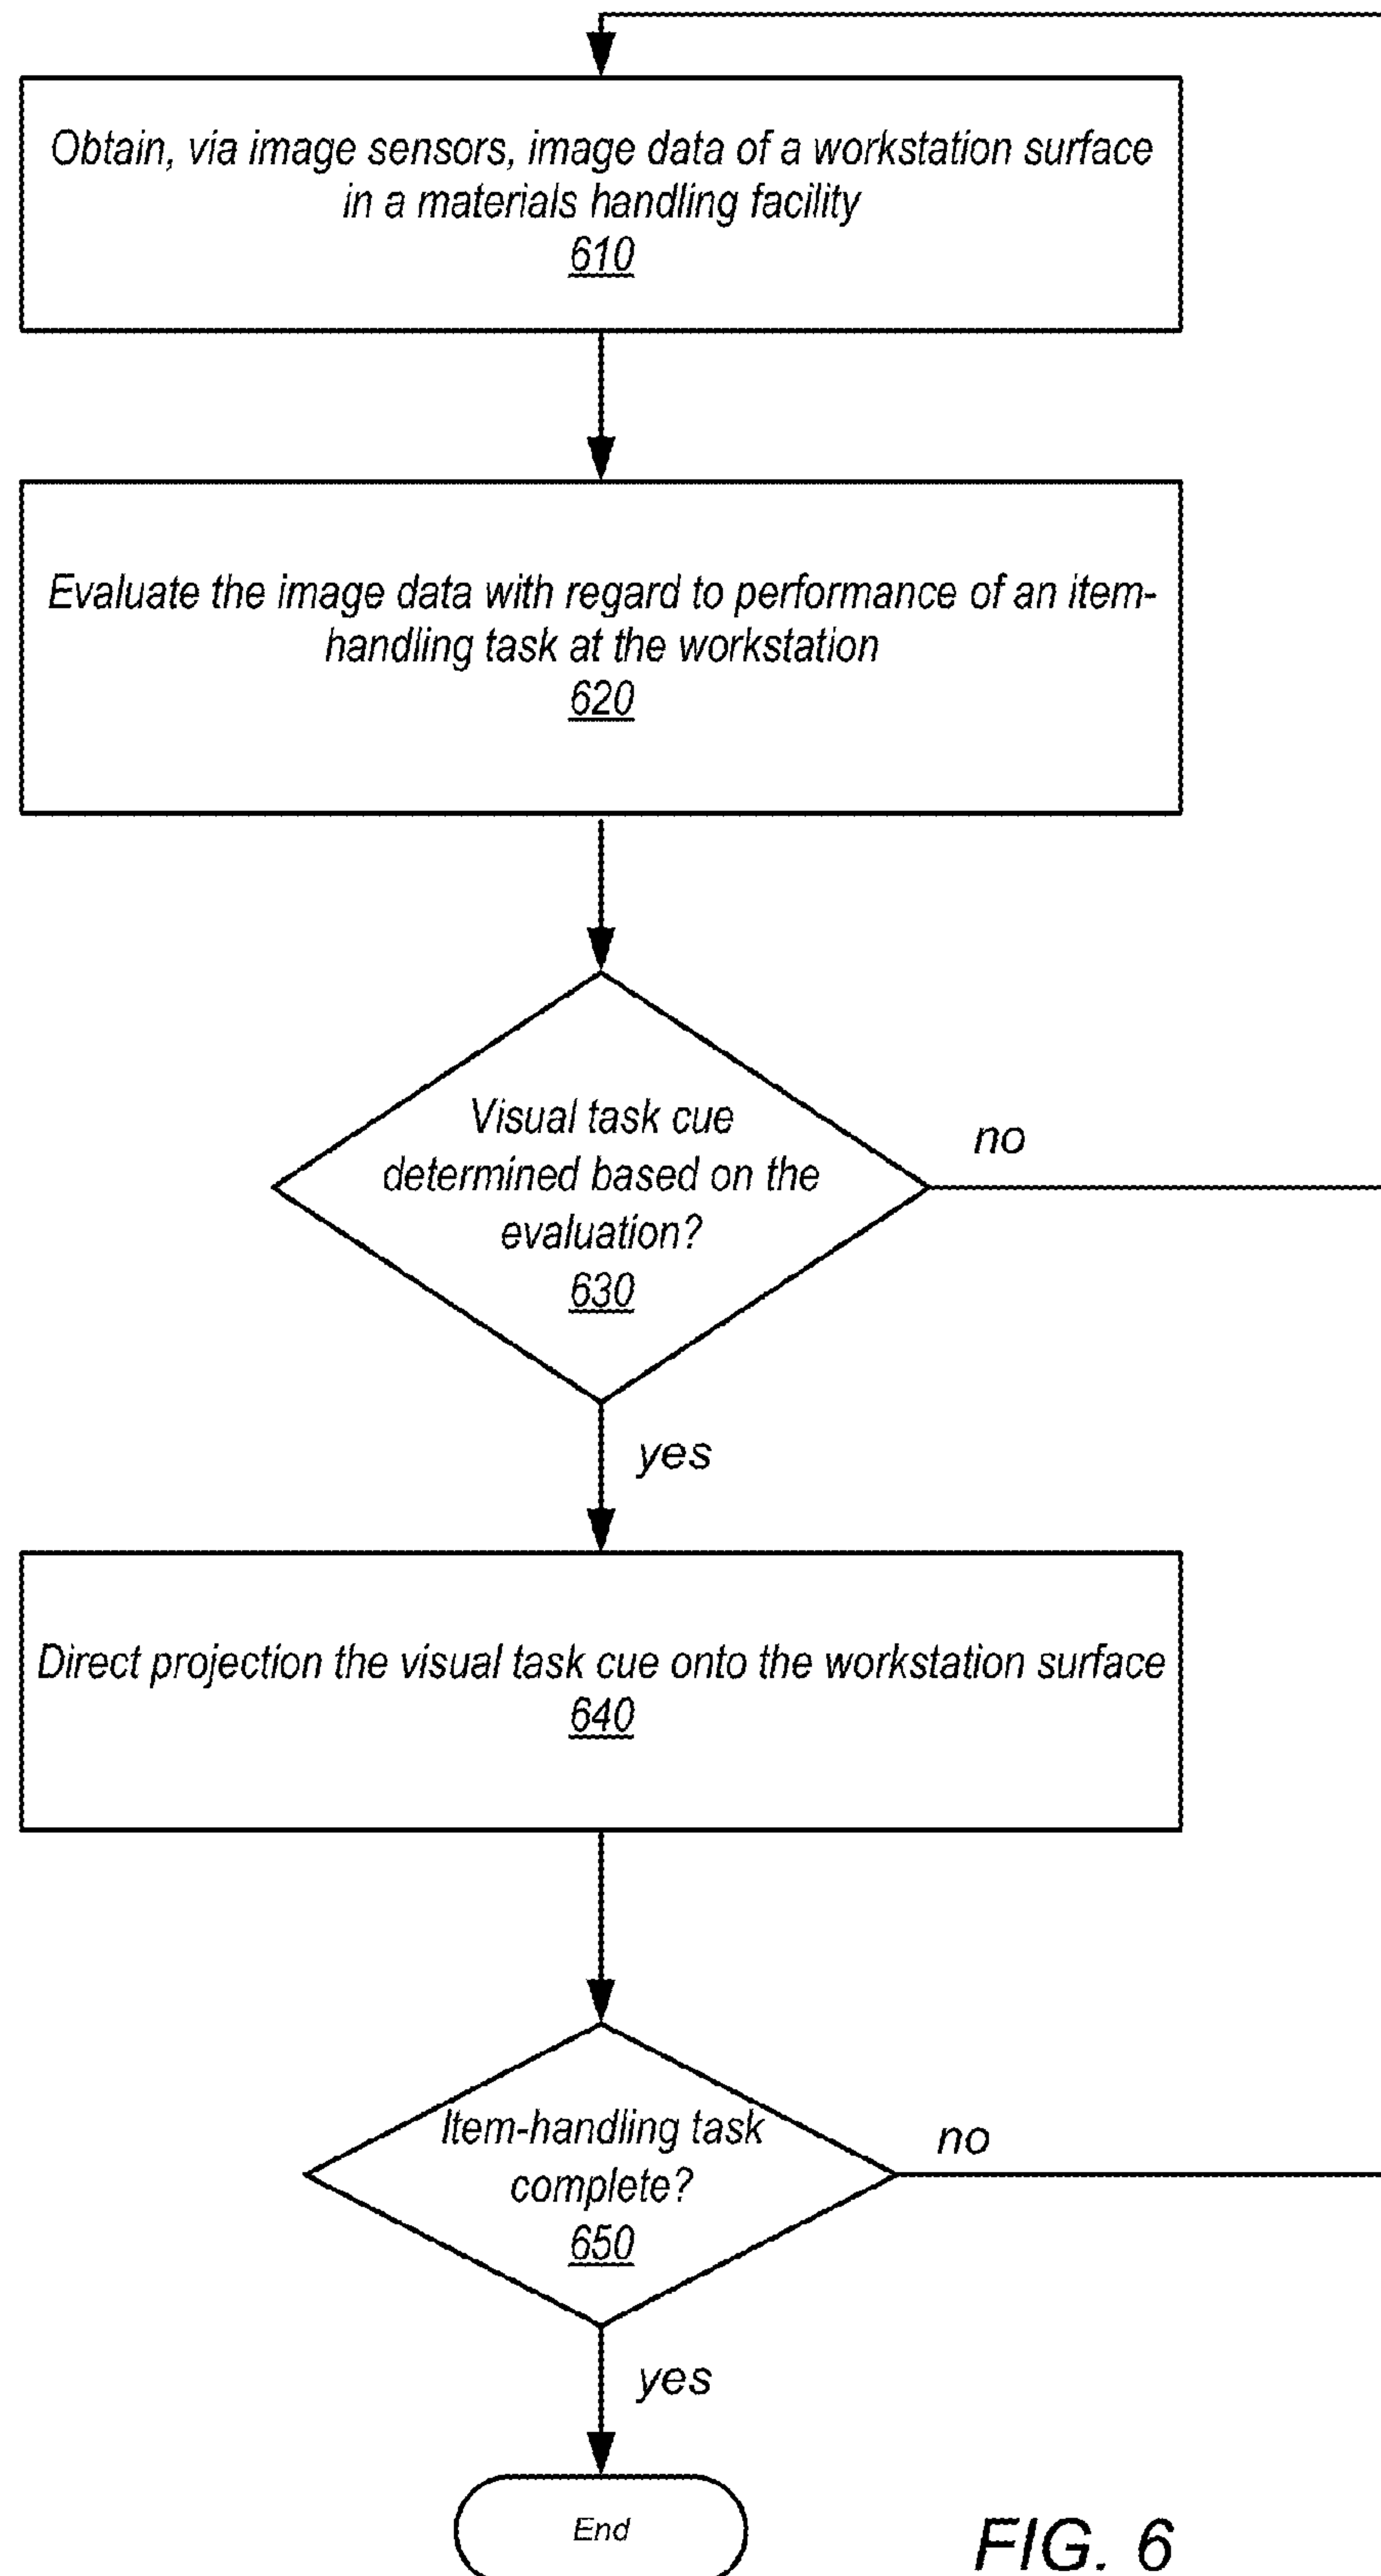 Obtain, via image sensors, image data of a workstation surface
in a materials handling facility
610
Evaluate the image data with regard to performance of an item-
handling task at the workstation
620
Visual task cue
determined based on the
evaluation?
630
no
yes
Direct projection the visual task cue onto the workstation surface
640
Item-handling task
complete?
650
no
yes
End
FIG. 6